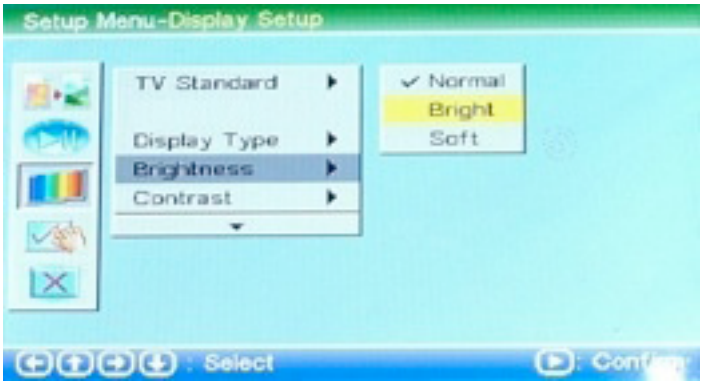 Setup Menu-Display Setup
TV Standard
Display Type
Brightness
Contrast
Normal
Bright
Soft
: Select
: Confirm